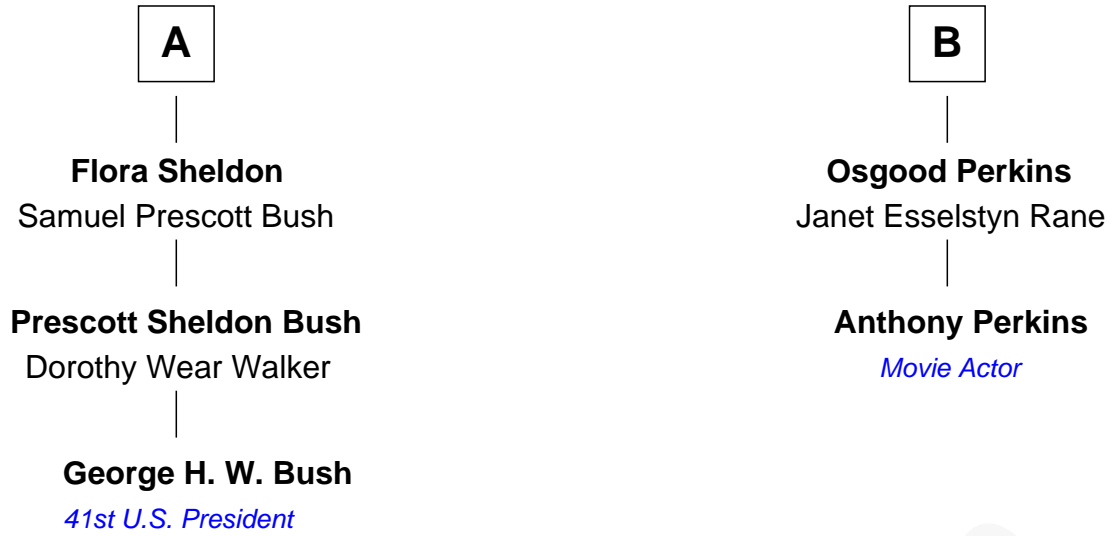 A
Flora Sheldon
Samuel Prescott Bush
Prescott Sheldon Bush
Dorothy Wear Walker
George H. W. Bush
41st U.S. President
B
Osgood Perkins
Janet Esselstyn Rane
Anthony Perkins
Movie Actor